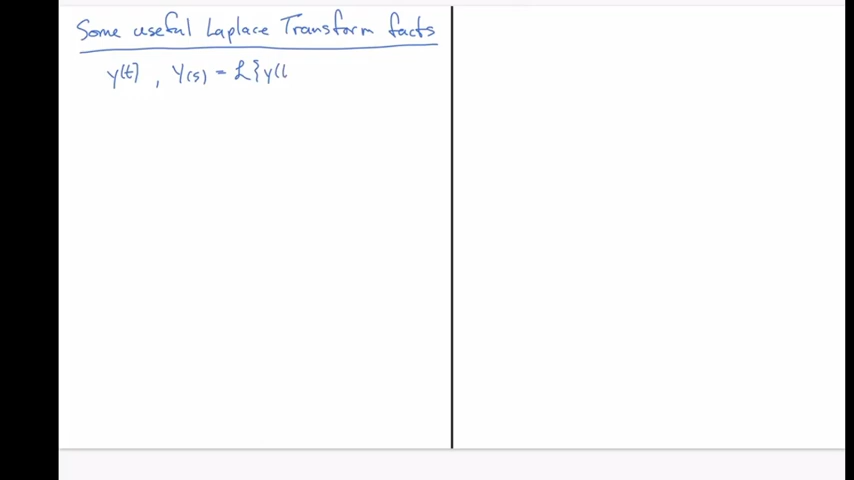 Some useful Laplace Transform facts
y(t) , Y(s) = ℒ{y(t